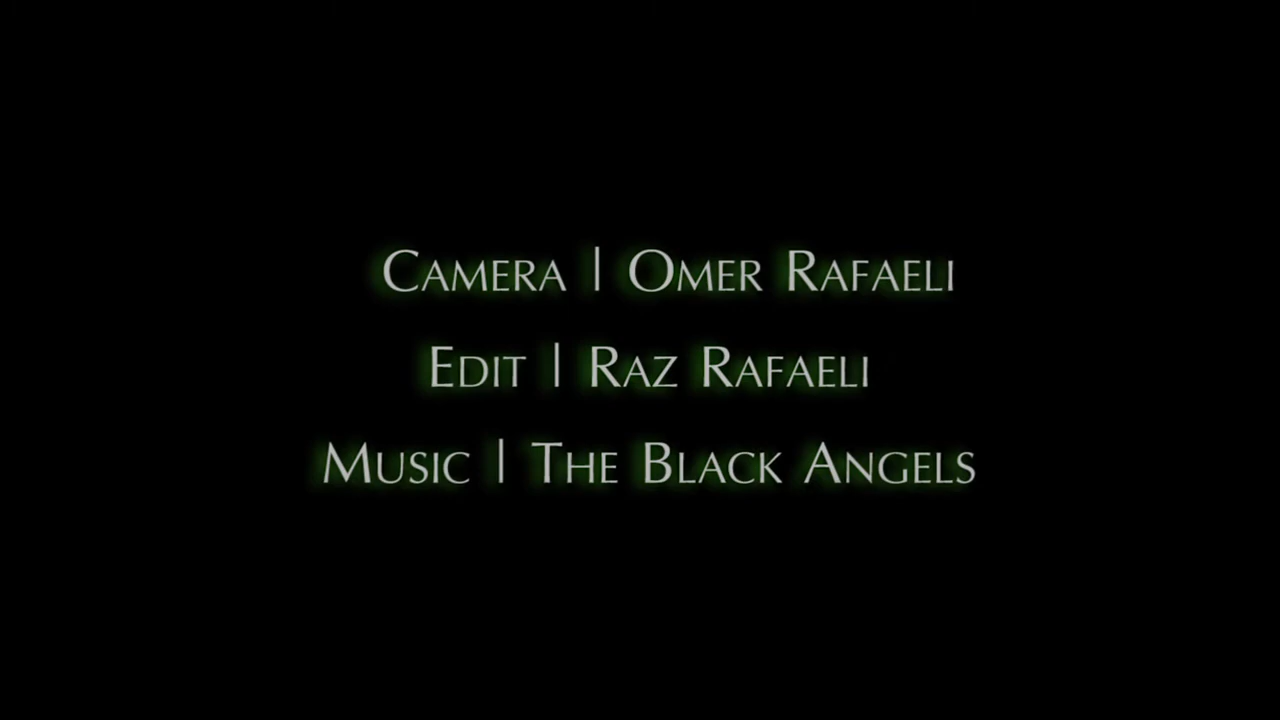 Camera | Omer Rafaeli
Edit | Raz Rafaeli
Music | The Black Angels